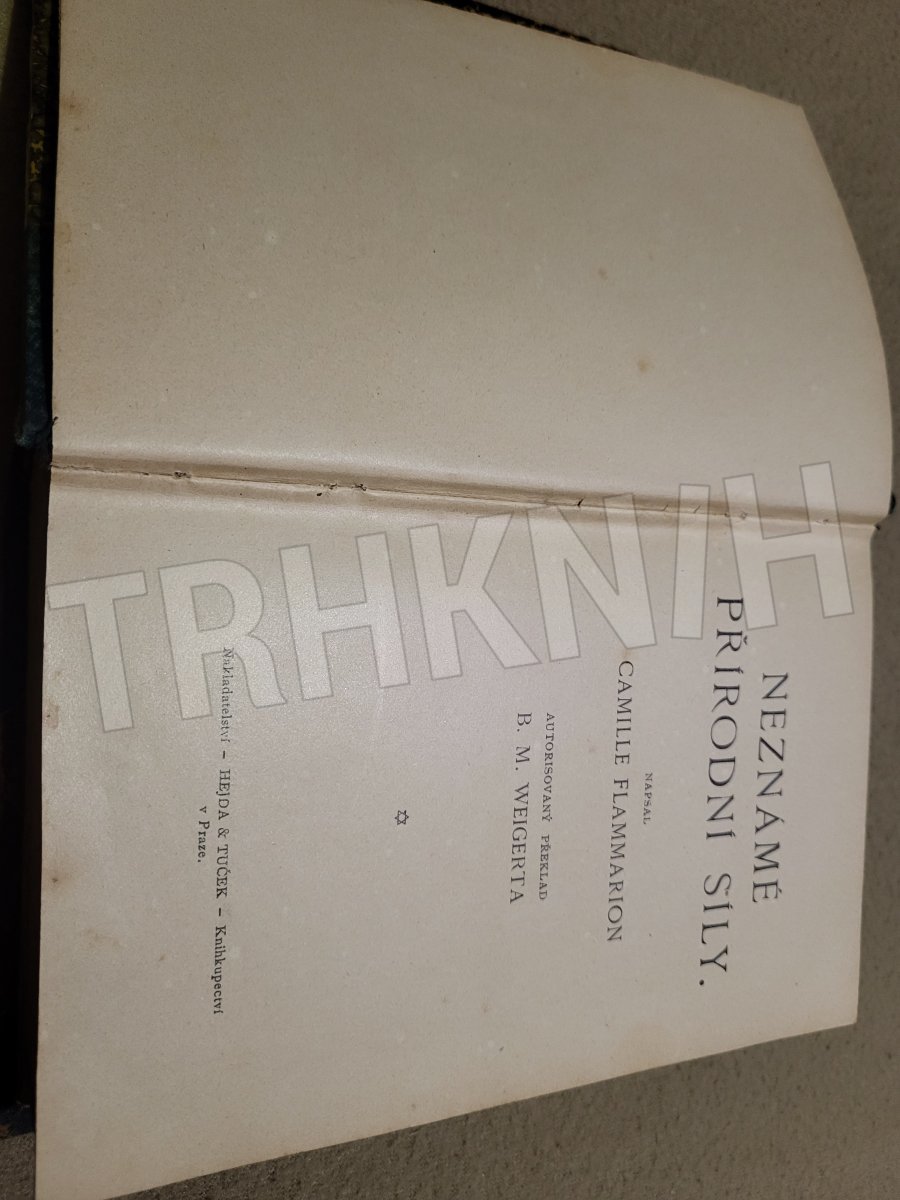 NEZNÁMÉ
PŘÍRODNÍ SÍLY.
NAPSAL
CAMILLE FLAMMARION
AUTORISOVANÝ PŘEKLAD
B. M. WEIGERTA
Nakladatelství – HEJDA & TUČEK – Knihkupectví
v Praze.
TRHKNIH